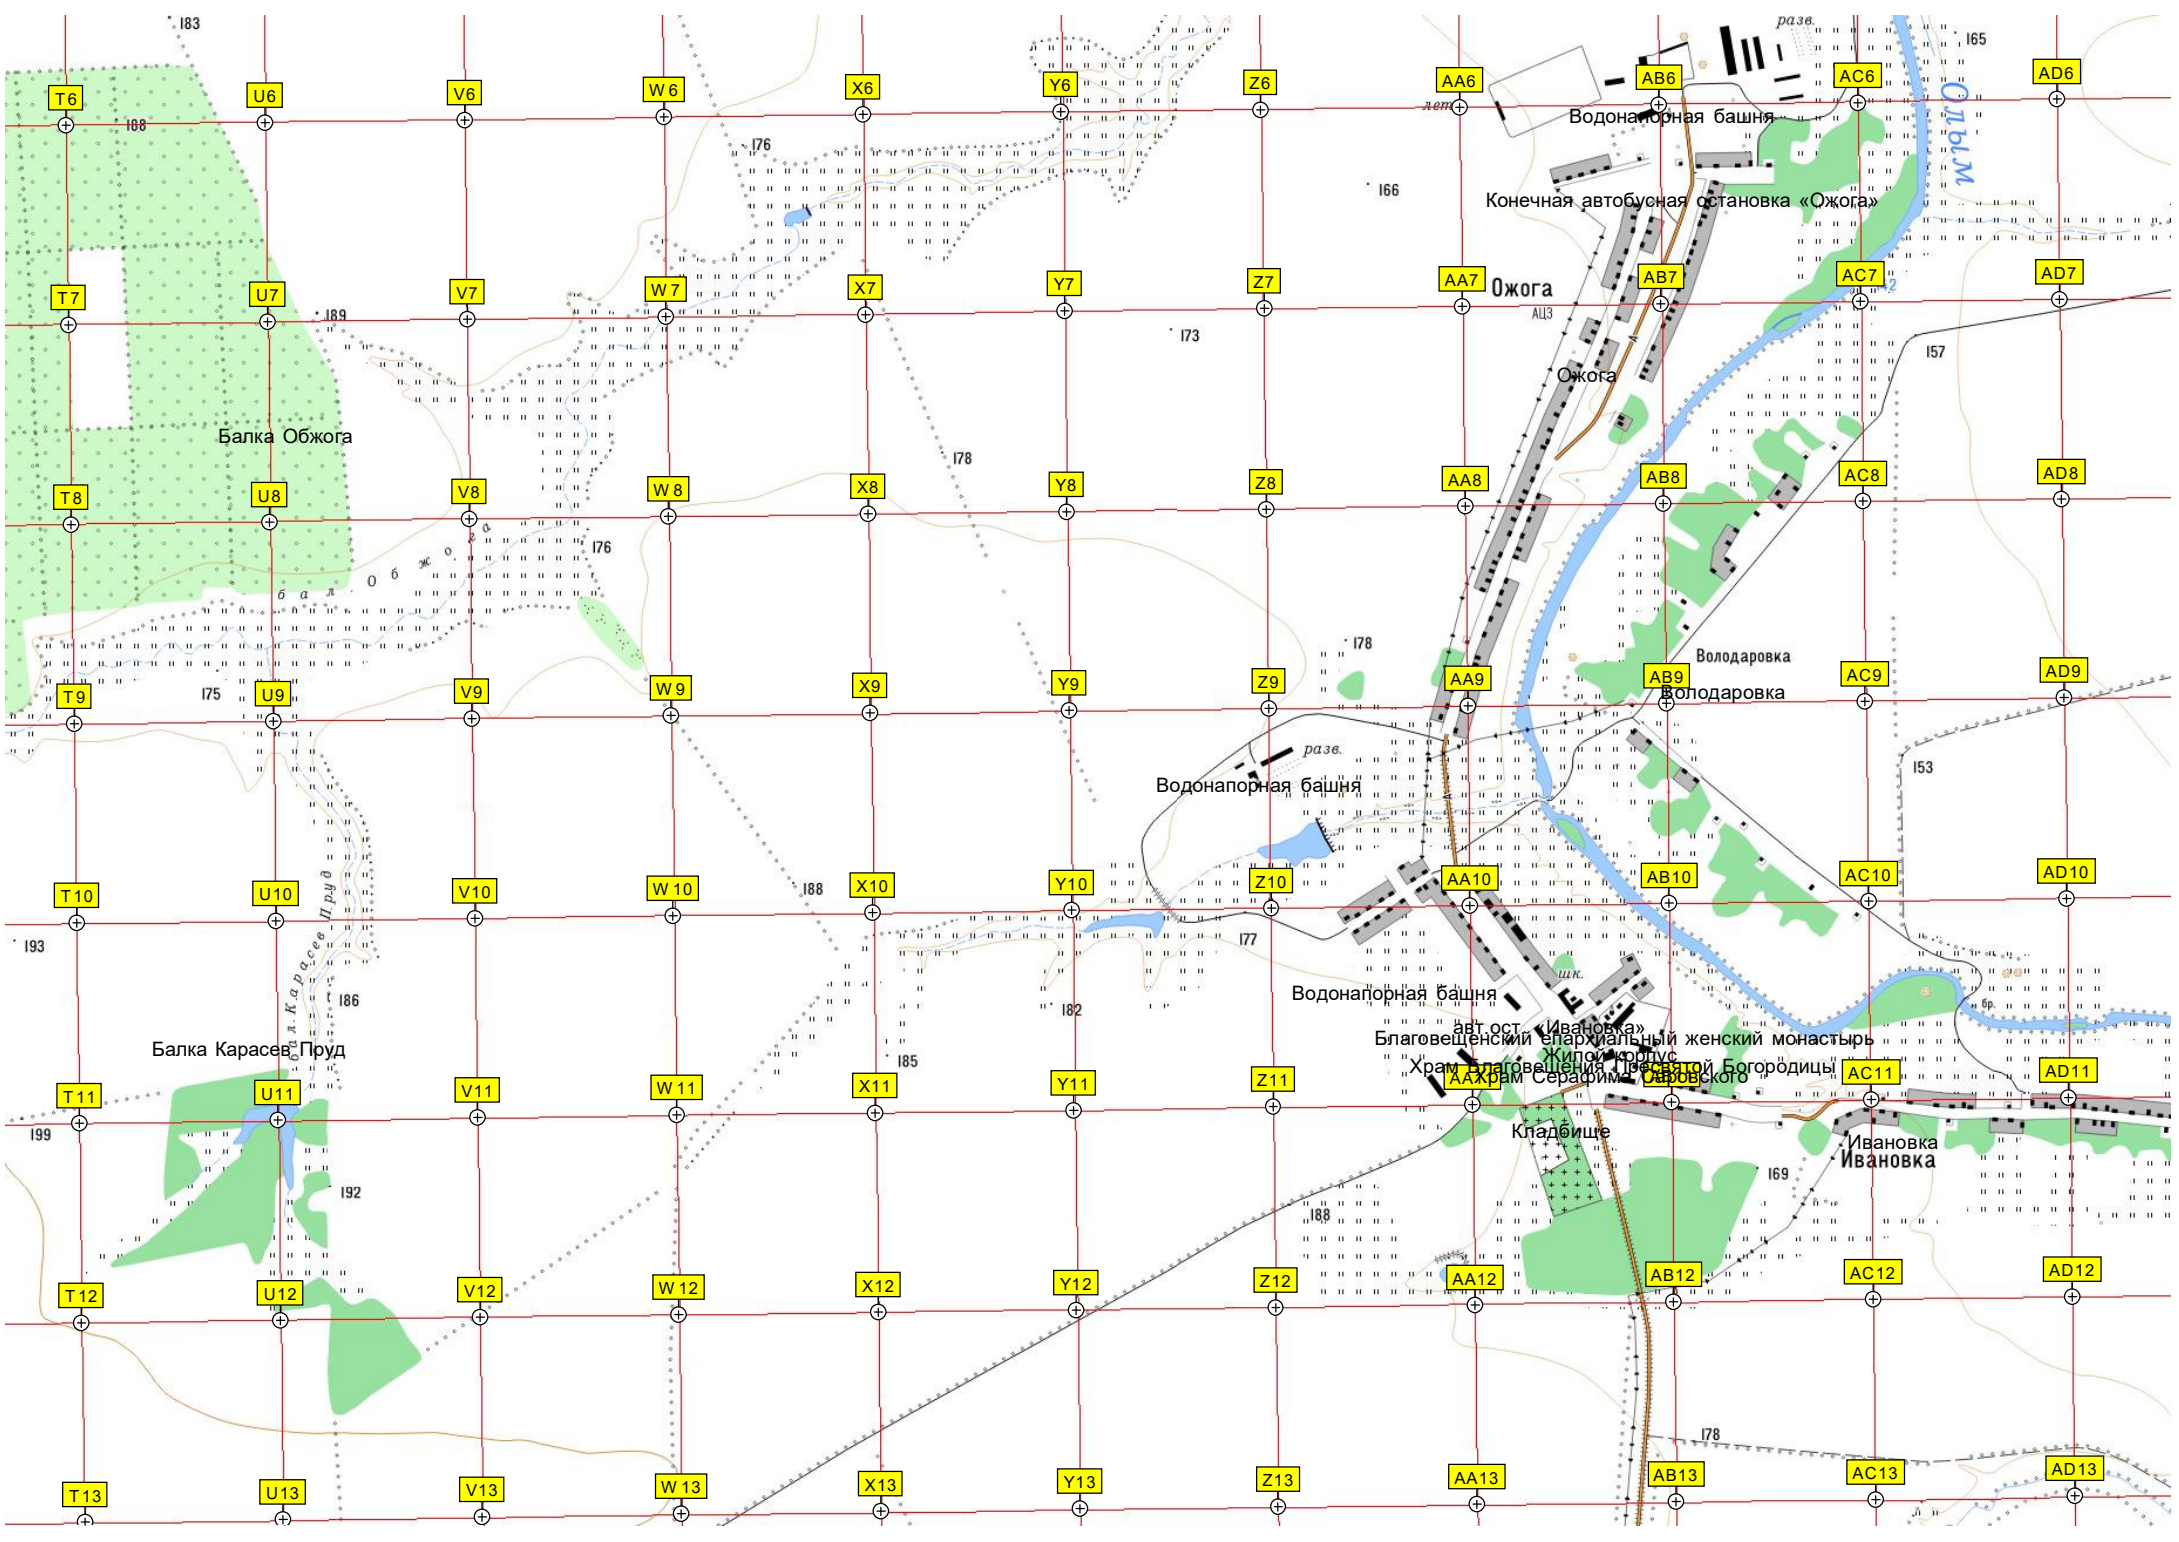 183
разв.
165
T6
U6
V6
W6
X6
Y6
Z6
AA6
AB6
AC6
AD6
лет.
Олым
188
Водонапорная башня
176
166
Конечная автобусная остановка «Ожога»
T7
U7
V7
W7
X7
Y7
Z7
AA7
AB7
AC7
AD7
Ожога
АЦЗ
189
173
157
Ожога
Балка Обжога
178
T8
U8
V8
W8
X8
Y8
Z8
AA8
AB8
AC8
AD8
176
бал. Обжога
178
Володаровка
175
T9
U9
V9
W9
X9
Y9
Z9
AA9
AB9
AC9
AD9
Володаровка
разв.
153
Водонапорная башня
А
T10
U10
V10
W10
X10
Y10
Z10
AA10
AB10
AC10
AD10
188
193
177
бал. Карасев Пруд
шк.
186
182
Водонапорная башня
бр.
авт.ост. «Ивановка»
Благовещенский епархиальный женский монастырь
Балка Карасев Пруд
Жилой корпус
185
Храм Благовещения Пресвятой Богородицы
Храм Серафима Саровского
T11
U11
V11
W11
X11
Y11
Z11
AC11
AD11
199
Кладбище
Ивановка
Ивановка
169
192
188
T12
U12
V12
W12
X12
Y12
Z12
AA12
AB12
AC12
AD12
178
T13
U13
V13
W13
X13
Y13
Z13
AA13
AB13
AC13
AD13